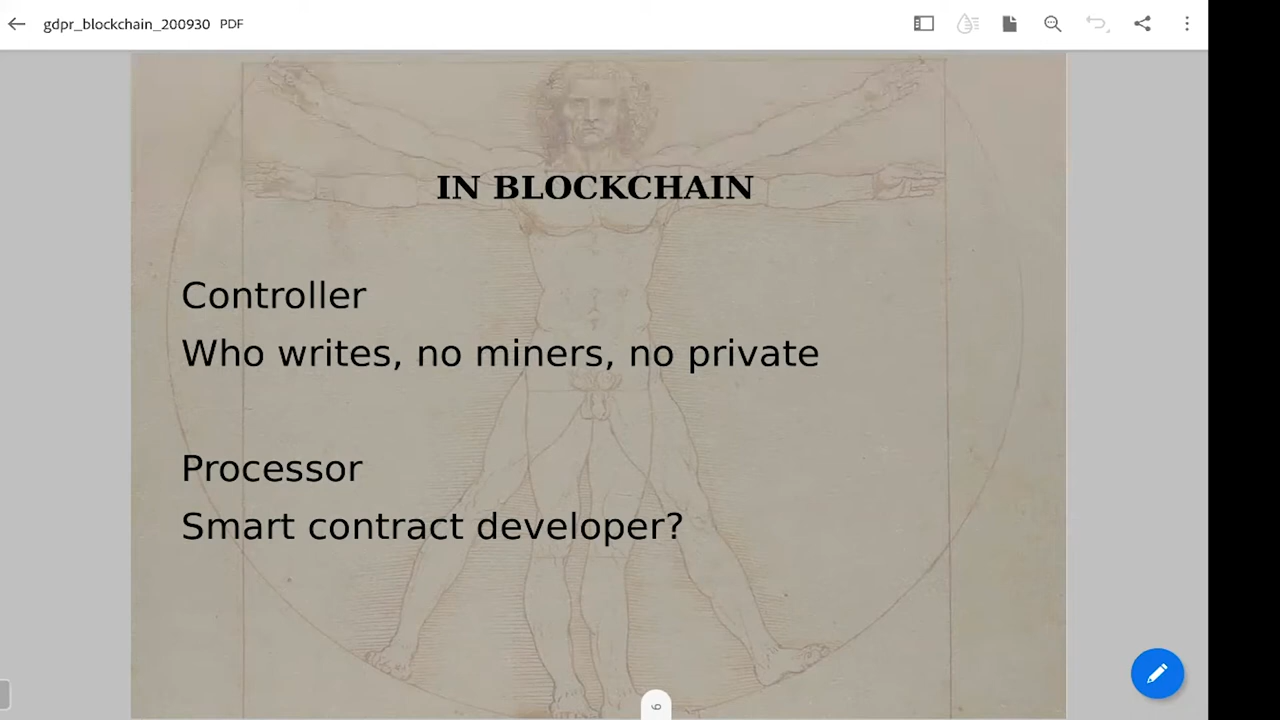 gdpr_blockchain_200930 PDF
IN BLOCKCHAIN
Controller
Who writes, no miners, no private
Processor
Smart contract developer?